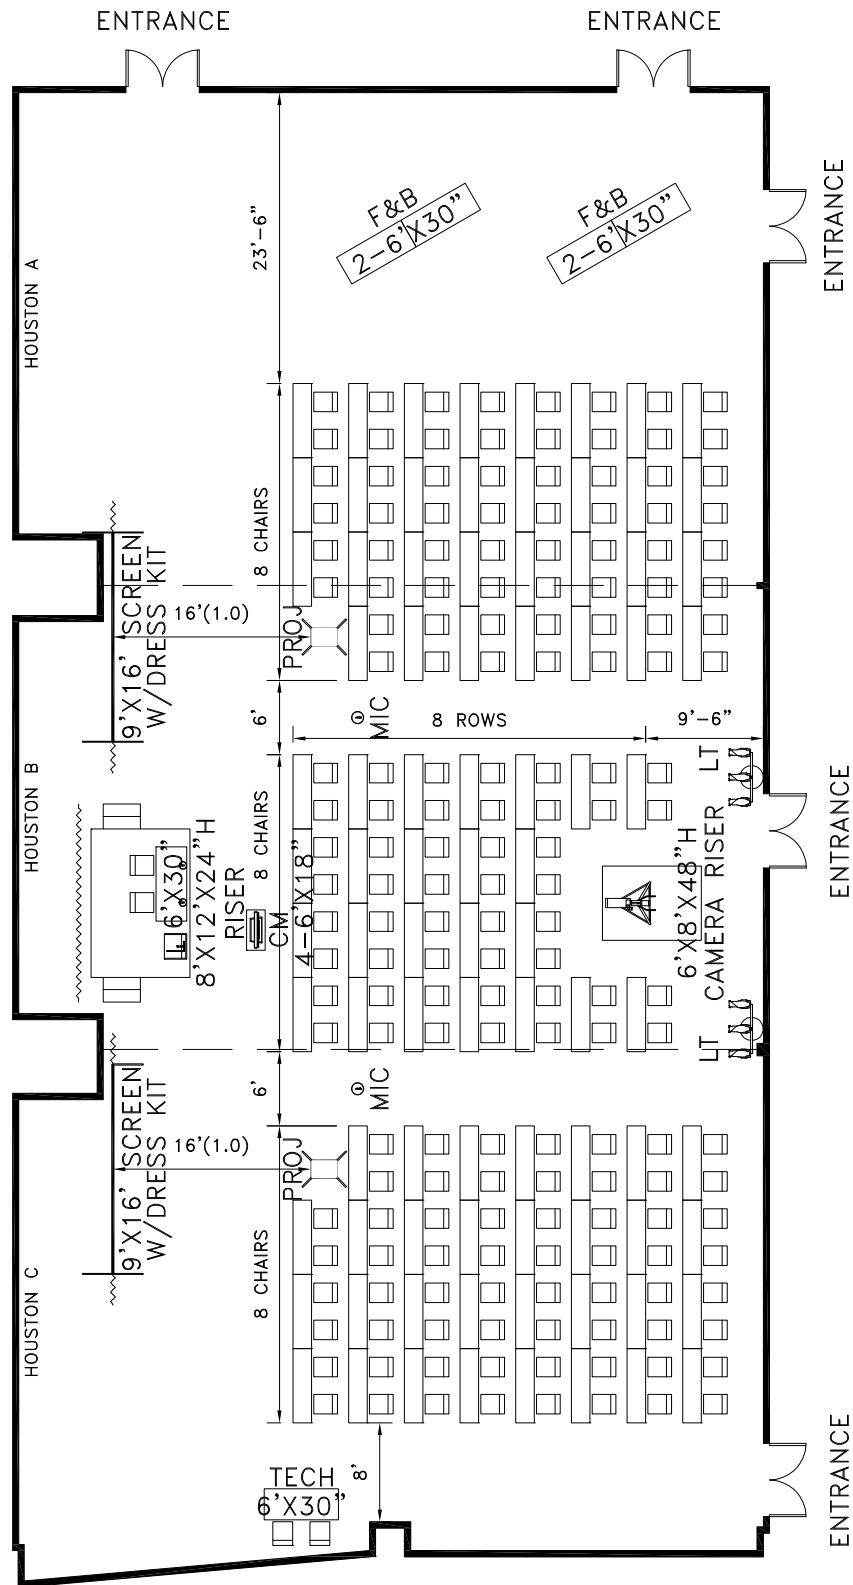 ENTRANCE
ENTRANCE
ENTRANCE
F&B
2-6'X30"
F&B
2-6'X30"
23'-6"
HOUSTON A
8 CHAIRS
9'X16' SCREEN
W/DRESS KIT
16'(1.0)
PROJ
6'
MIC
8 ROWS
9'-6"
LT
ENTRANCE
HOUSTON B
8 CHAIRS
6'X30"
8'X12'X24"H
RISER
CM
4-6'X18"
6'X8'X48"H
CAMERA RISER
LT
6'
MIC
9'X16' SCREEN
W/DRESS KIT
16'(1.0)
PROJ
HOUSTON C
8 CHAIRS
8'
TECH
6'X30"
ENTRANCE